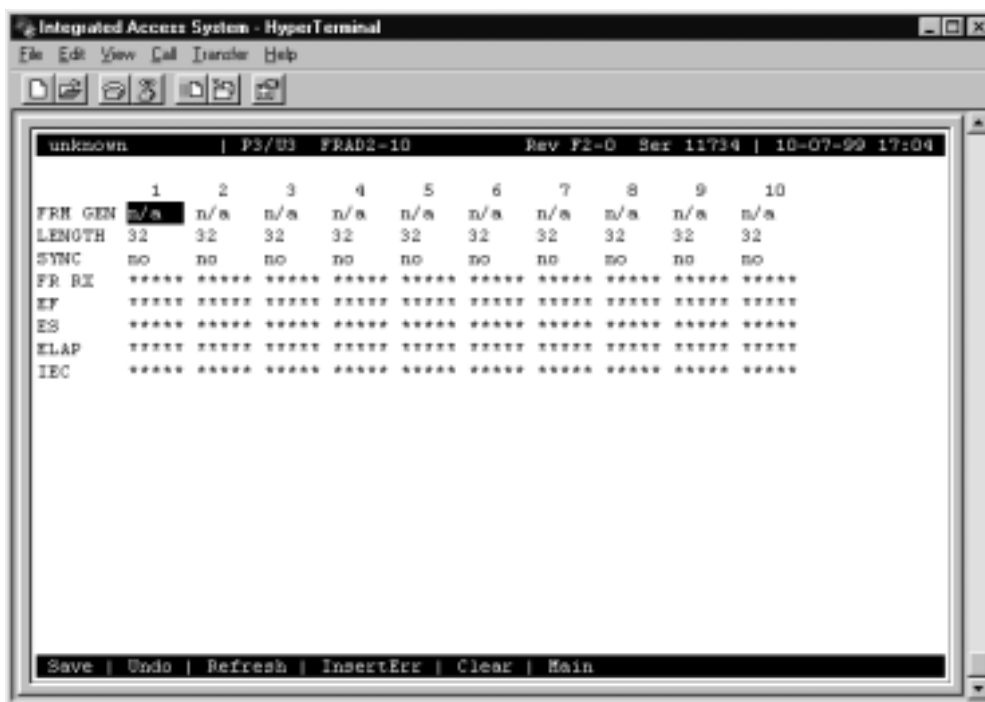 Integrated Access System - HyperTerminal
File Edit View Call Transfer Help
unknown | P3/U3 FRAD2-10 Rev F2-0 Ser 11734 | 10-07-99 17:04
1 2 3 4 5 6 7 8 9 10
FRM GEN n/a n/a n/a n/a n/a n/a n/a n/a n/a n/a
LENGTH 32 32 32 32 32 32 32 32 32 32
SYNC no no no no no no no no no no
FR RX ***** ***** ***** ***** ***** ***** ***** ***** ***** *****
EF ***** ***** ***** ***** ***** ***** ***** ***** ***** *****
ES ***** ***** ***** ***** ***** ***** ***** ***** ***** *****
ELAP ***** ***** ***** ***** ***** ***** ***** ***** ***** *****
IEC ***** ***** ***** ***** ***** ***** ***** ***** ***** *****
Save | Undo | Refresh | InsertErr | Clear | Main